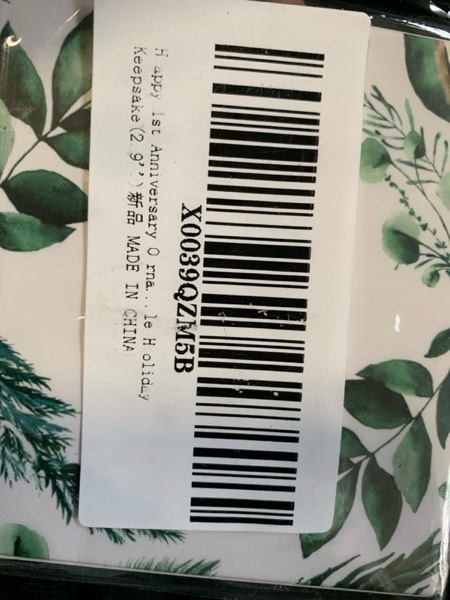 X0039QZM5B
H appy 1st Anniversary O rna... le H oliday
Keepsake(2.9'')新品 MADE IN CHINA